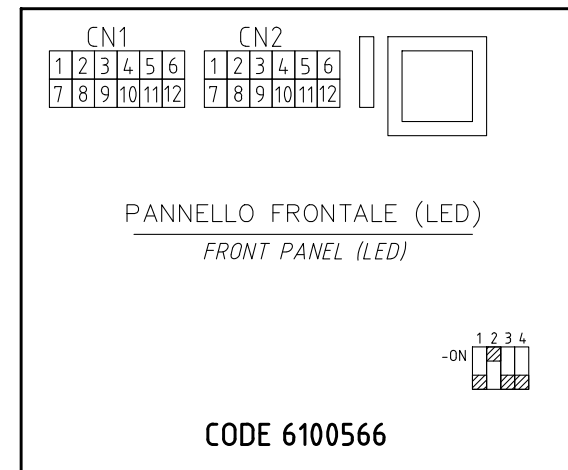 CN1 CN2
1 2 3 4 5 6 1 2 3 4 5 6
7 8 9 10 11 12 7 8 9 10 11 12
PANNELLO FRONTALE (LED)
FRONT PANEL (LED)
1 2 3 4
-ON
CODE 6100566